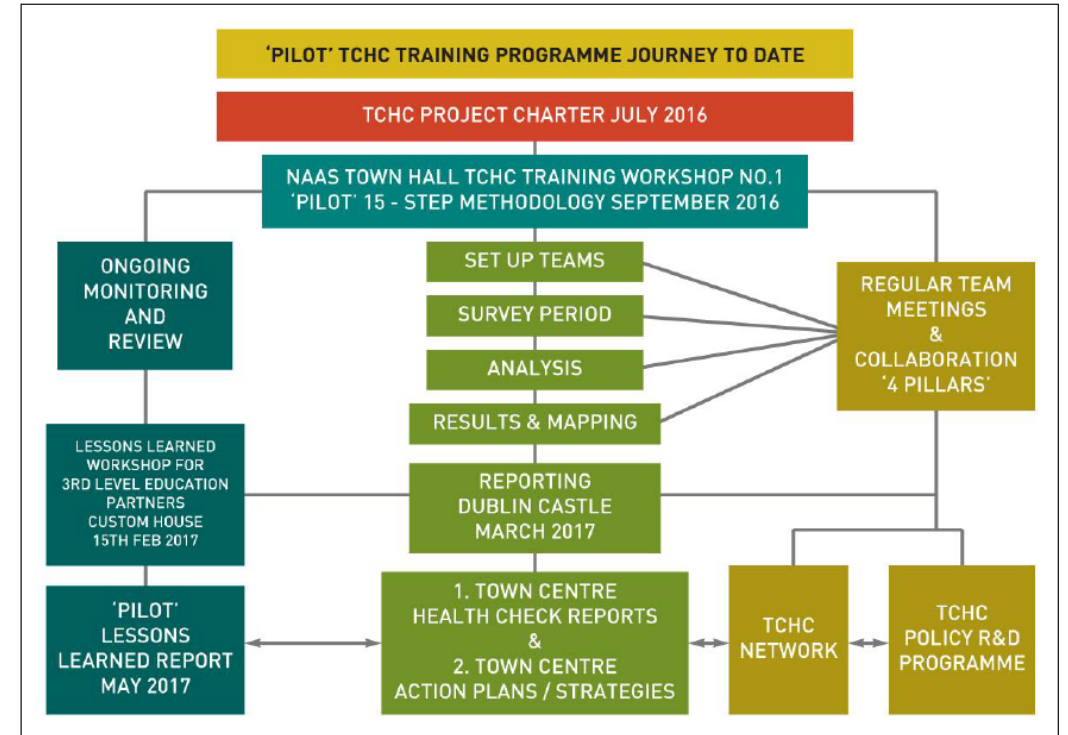 ‘PILOT’ TCHC TRAINING PROGRAMME JOURNEY TO DATE
TCHC PROJECT CHARTER JULY 2016
NAAS TOWN HALL TCHC TRAINING WORKSHOP NO.1
‘PILOT’ 15 - STEP METHODOLOGY SEPTEMBER 2016
ONGOING
MONITORING
AND
REVIEW
SET UP TEAMS
SURVEY PERIOD
ANALYSIS
RESULTS & MAPPING
REGULAR TEAM
MEETINGS
&
COLLABORATION
‘4 PILLARS’
LESSONS LEARNED
WORKSHOP FOR
3RD LEVEL EDUCATION
PARTNERS
CUSTOM HOUSE
15TH FEB 2017
REPORTING
DUBLIN CASTLE
MARCH 2017
‘PILOT’
LESSONS
LEARNED REPORT
MAY 2017
1. TOWN CENTRE
HEALTH CHECK REPORTS
&
2. TOWN CENTRE
ACTION PLANS / STRATEGIES
TCHC
NETWORK
TCHC
POLICY R&D
PROGRAMME